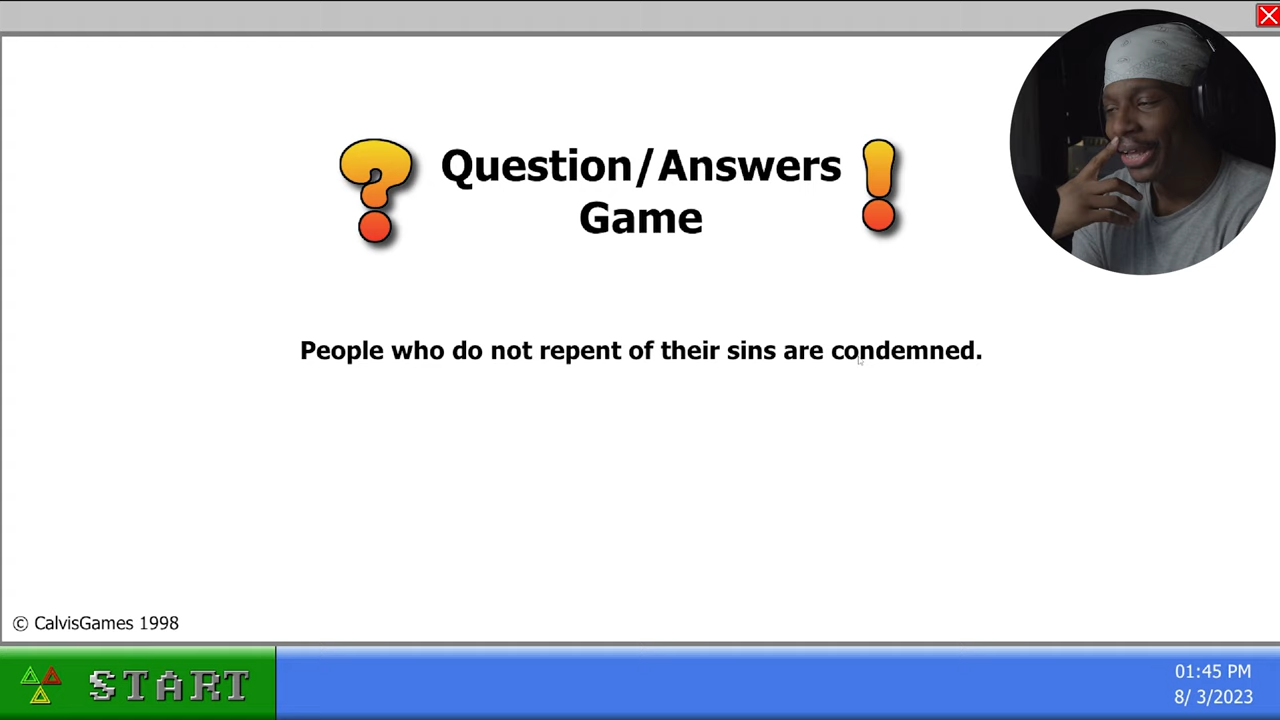 Question/Answers
Game
People who do not repent of their sins are condemned.
© CalvisGames 1998
START
01:45 PM
8/ 3/2023